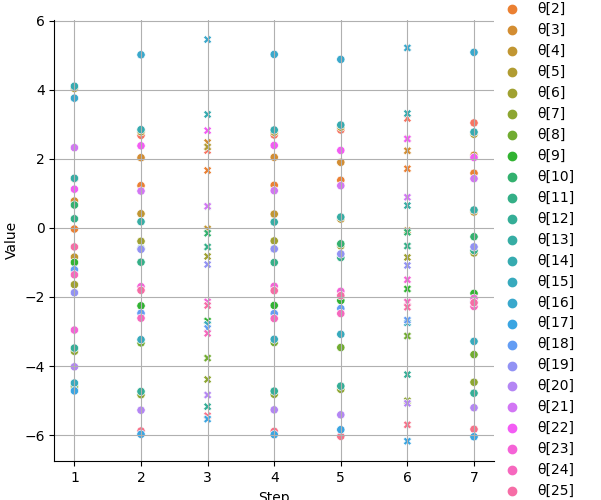 6
4
2
0
−2
−4
−6
Value
1
2
3
4
5
6
7
Step
θ[2]
θ[3]
θ[4]
θ[5]
θ[6]
θ[7]
θ[8]
θ[9]
θ[10]
θ[11]
θ[12]
θ[13]
θ[14]
θ[15]
θ[16]
θ[17]
θ[18]
θ[19]
θ[20]
θ[21]
θ[22]
θ[23]
θ[24]
θ[25]